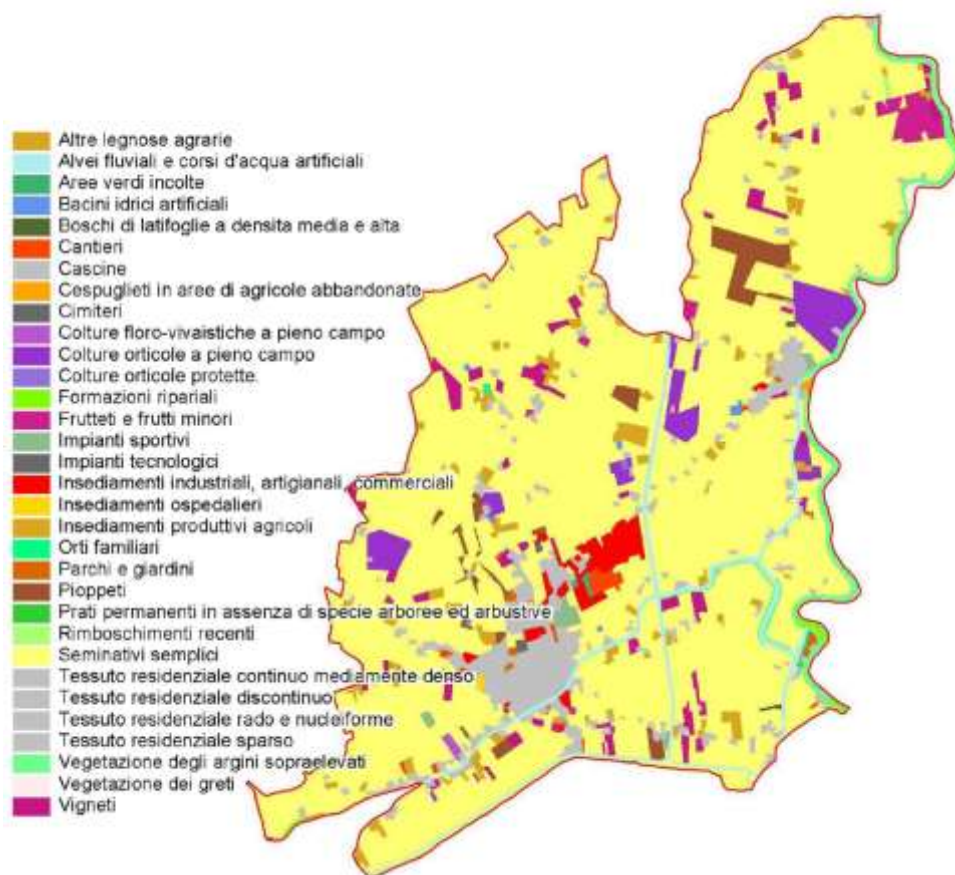 Altre legnose agrarie
Alvei fluviali e corsi d'acqua artificiali
Aree verdi incolte
Bacini idrici artificiali
Boschi di latifoglie a densita media e alta
Cantieri
Cascine
Cespuglieti in aree di agricole abbandonate
Cimiteri
Colture floro-vivaistiche a pieno campo
Colture orticole a pieno campo
Colture orticole protette
Formazioni ripariali
Frutteti e frutti minori
Impianti sportivi
Impianti tecnologici
Insediamenti industriali, artigianali, commerciali
Insediamenti ospedalieri
Insediamenti produttivi agricoli
Orti familiari
Parchi e giardini
Pioppeti
Prati permanenti in assenza di specie arboree ed arbustive
Rimboschimenti recenti
Seminativi semplici
Tessuto residenziale continuo mediamente denso
Tessuto residenziale discontinuo
Tessuto residenziale rado e nucleiforme
Tessuto residenziale sparso
Vegetazione degli argini sopraelevati
Vegetazione dei greti
Vigneti